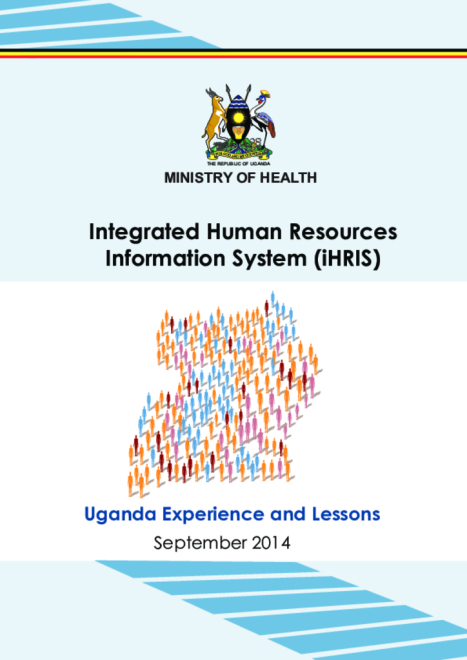 THE REPUBLIC OF UGANDA
MINISTRY OF HEALTH
Integrated Human Resources
Information System (iHRIS)
Uganda Experience and Lessons
September 2014